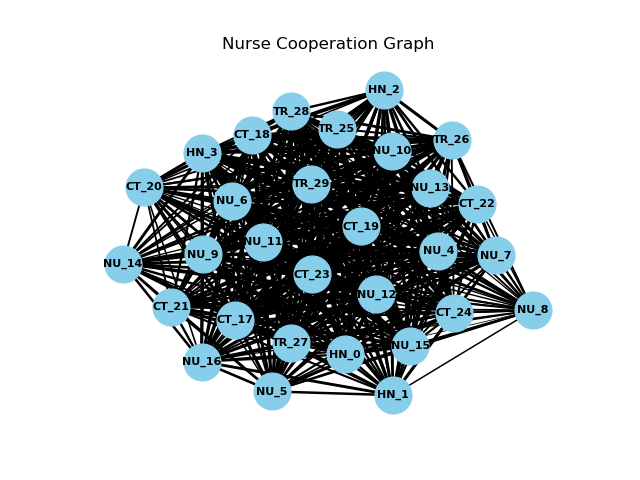 Nurse Cooperation Graph
HN_2
TR_28
TR_25
CT_18
TR_26
NU_10
HN_3
TR_29
CT_20
NU_13
NU_6
CT_22
CT_19
NU_11
NU_4
NU_9
NU_7
NU_14
CT_23
NU_12
CT_21
NU_8
CT_24
CT_17
TR_27
NU_15
HN_0
NU_16
NU_5
HN_1